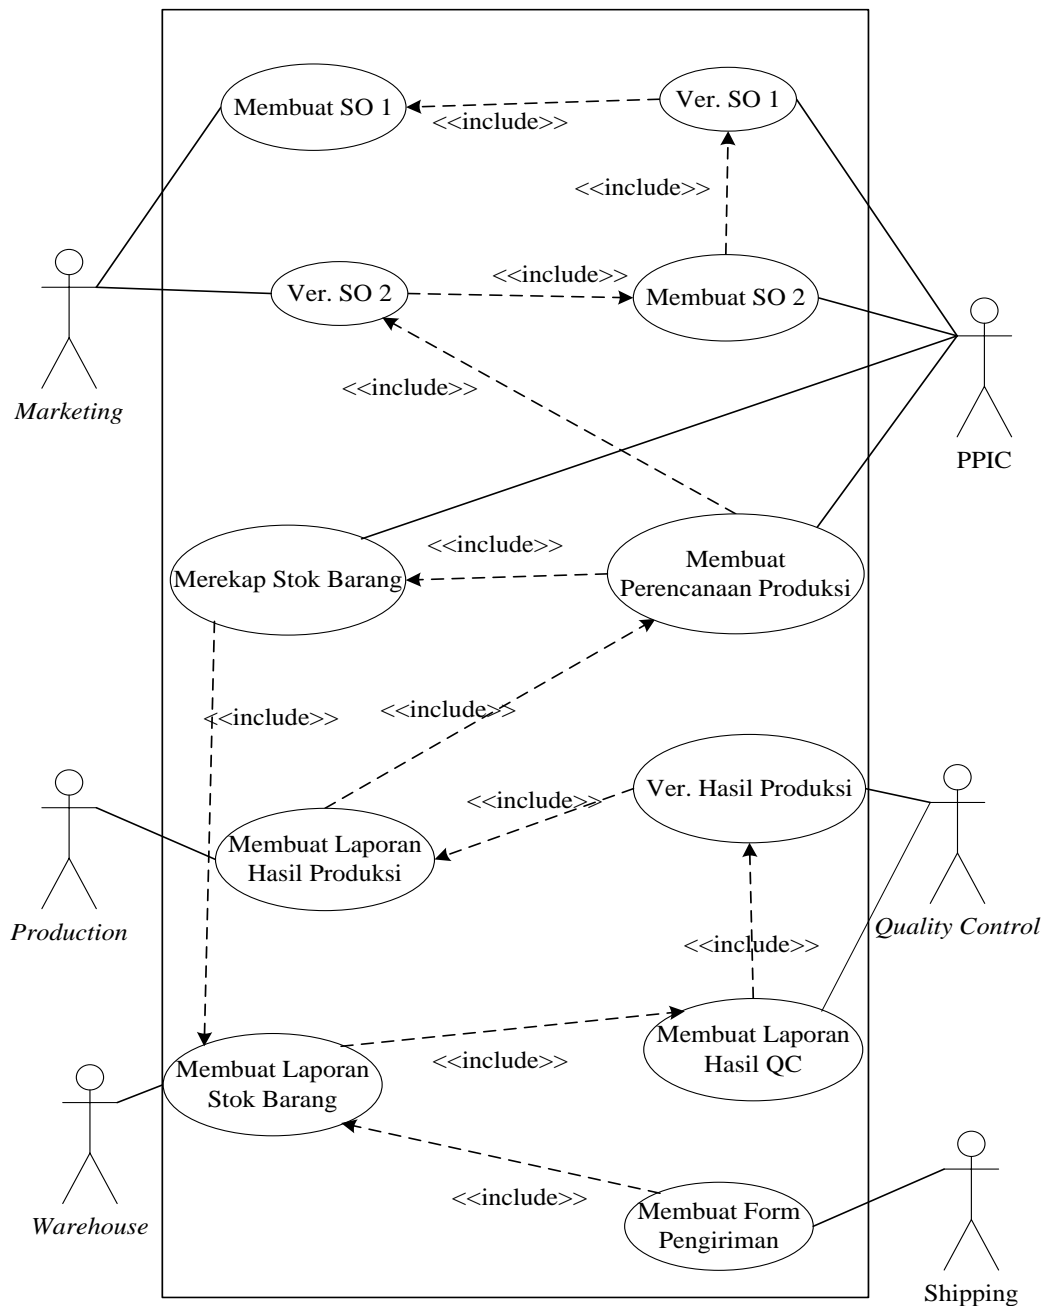 Membuat SO 1
Ver. SO 1
<<include>>
<<include>>
<<include>>
Ver. SO 2
Membuat SO 2
<<include>>
Marketing
PPIC
<<include>>
Merekap Stok Barang
Membuat
Perencanaan Produksi
<<include>>
<<include>>
Ver. Hasil Produksi
<<include>>
Membuat Laporan
Hasil Produksi
Production
Quality Control
<<include>>
Membuat Laporan
Hasil QC
<<include>>
Membuat Laporan
Stok Barang
<<include>>
Membuat Form
Pengiriman
Warehouse
Shipping